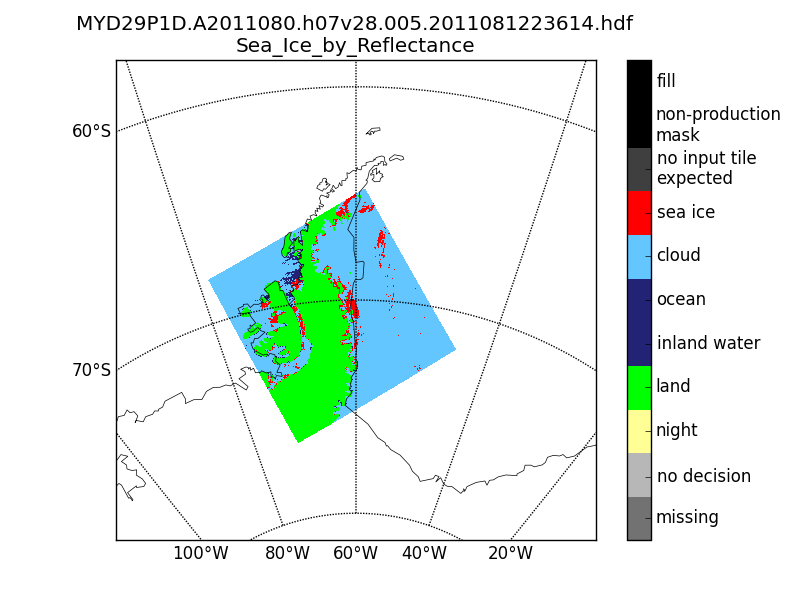 MYD29P1D.A2011080.h07v28.005.2011081223614.hdf
Sea_Ice_by_Reflectance
60°S
70°S
100°W
80°W
60°W
40°W
20°W
fill
non-production
mask
no input tile
expected
sea ice
cloud
ocean
inland water
land
night
no decision
missing